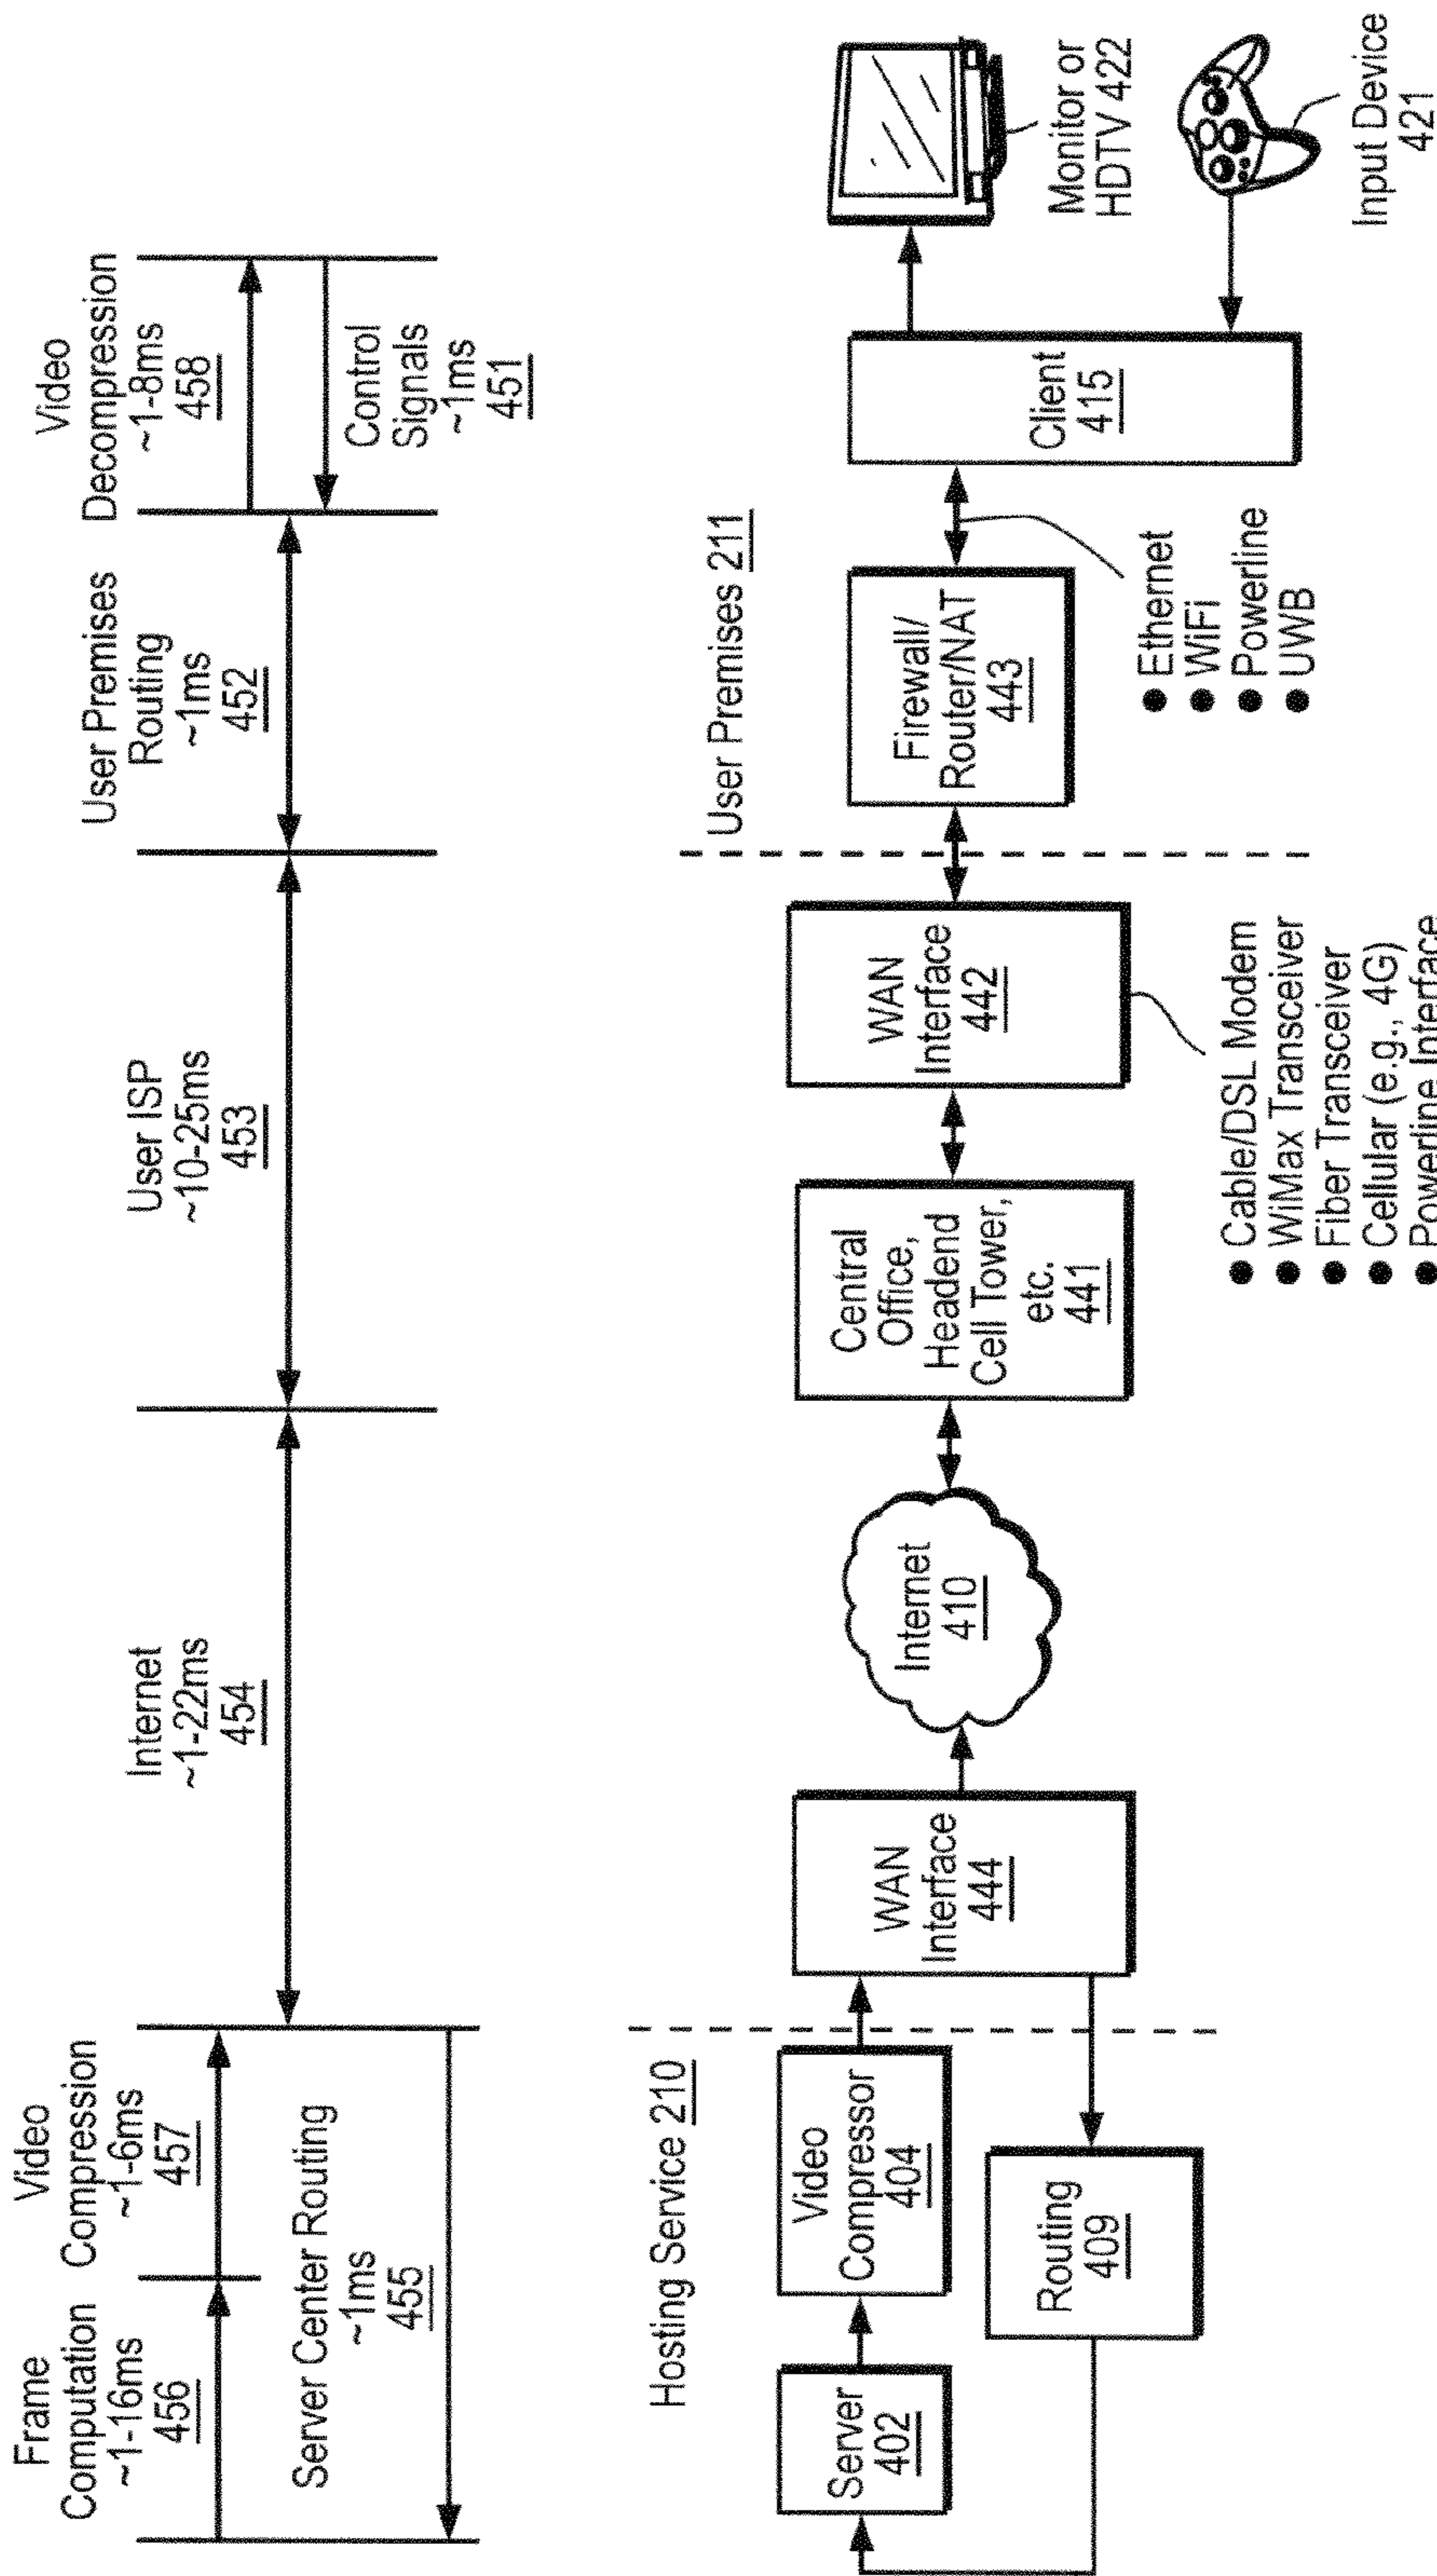 Frame
Computation
~1-16ms
456
Video
Compression
~1-6ms
457
Server Center Routing
~1ms
455
Internet
~1-22ms
454
User ISP
~10-25ms
453
User Premises
Routing
~1ms
452
Video
Decompression
~1-8ms
458
Control
Signals
~1ms
451
Hosting Service 210
Server
402
Video
Compressor
404
Routing
409
WAN
Interface
444
Internet
410
Central
Office,
Headend
Cell Tower,
etc.
441
WAN
Interface
442
● Cable/DSL Modem
● WiMax Transceiver
● Fiber Transceiver
● Cellular (e.g., 4G)
● Powerline Interface
User Premises 211
Firewall/
Router/NAT
443
● Ethernet
● WiFi
● Powerline
● UWB
Client
415
Monitor or
HDTV 422
Input Device
421